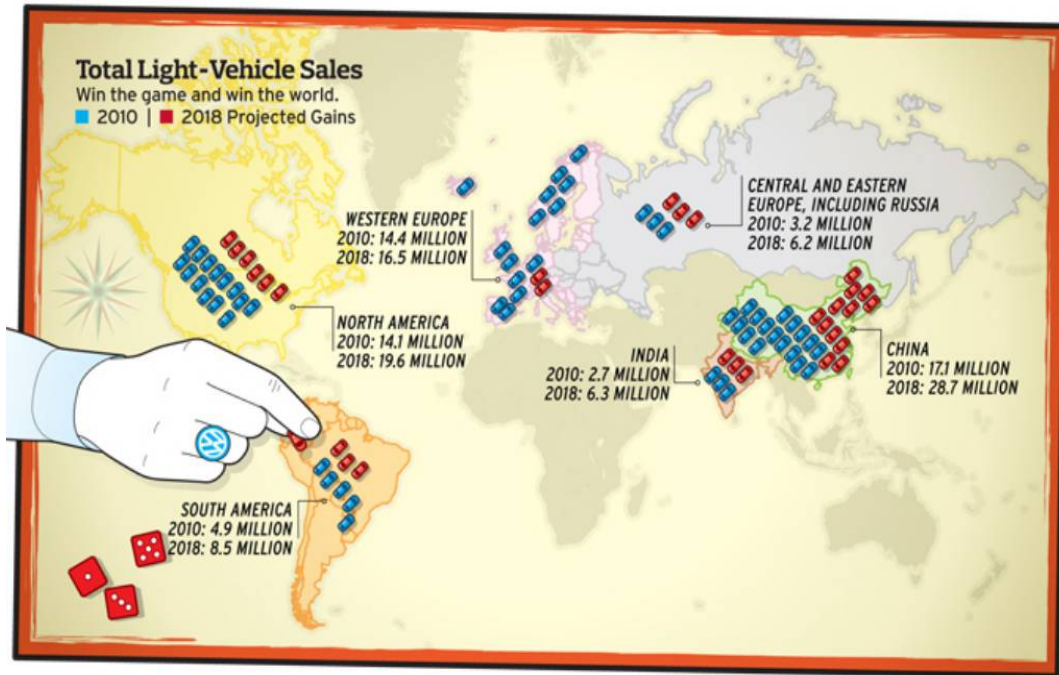 Total Light-Vehicle Sales
Win the game and win the world.
2010 | 2018 Projected Gains
WESTERN EUROPE
2010: 14.4 MILLION
2018: 16.5 MILLION
CENTRAL AND EASTERN
EUROPE, INCLUDING RUSSIA
2010: 3.2 MILLION
2018: 6.2 MILLION
NORTH AMERICA
2010: 14.1 MILLION
2018: 19.6 MILLION
INDIA
2010: 2.7 MILLION
2018: 6.3 MILLION
CHINA
2010: 17.1 MILLION
2018: 28.7 MILLION
SOUTH AMERICA
2010: 4.9 MILLION
2018: 8.5 MILLION